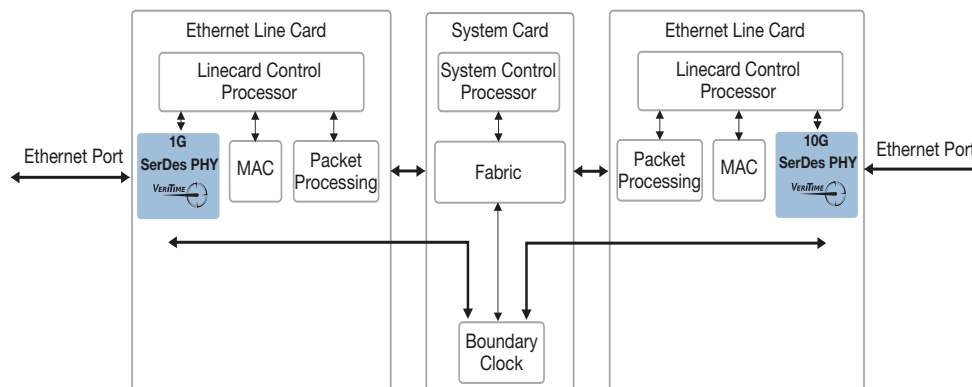 Ethernet Line Card
System Card
Ethernet Line Card
Linecard Control
Processor
System Control
Processor
Linecard Control
Processor
Ethernet Port
1G
SerDes PHY
VERITIME
MAC
Packet
Processing
Fabric
Packet
Processing
MAC
10G
SerDes PHY
VERITIME
Ethernet Port
Boundary
Clock